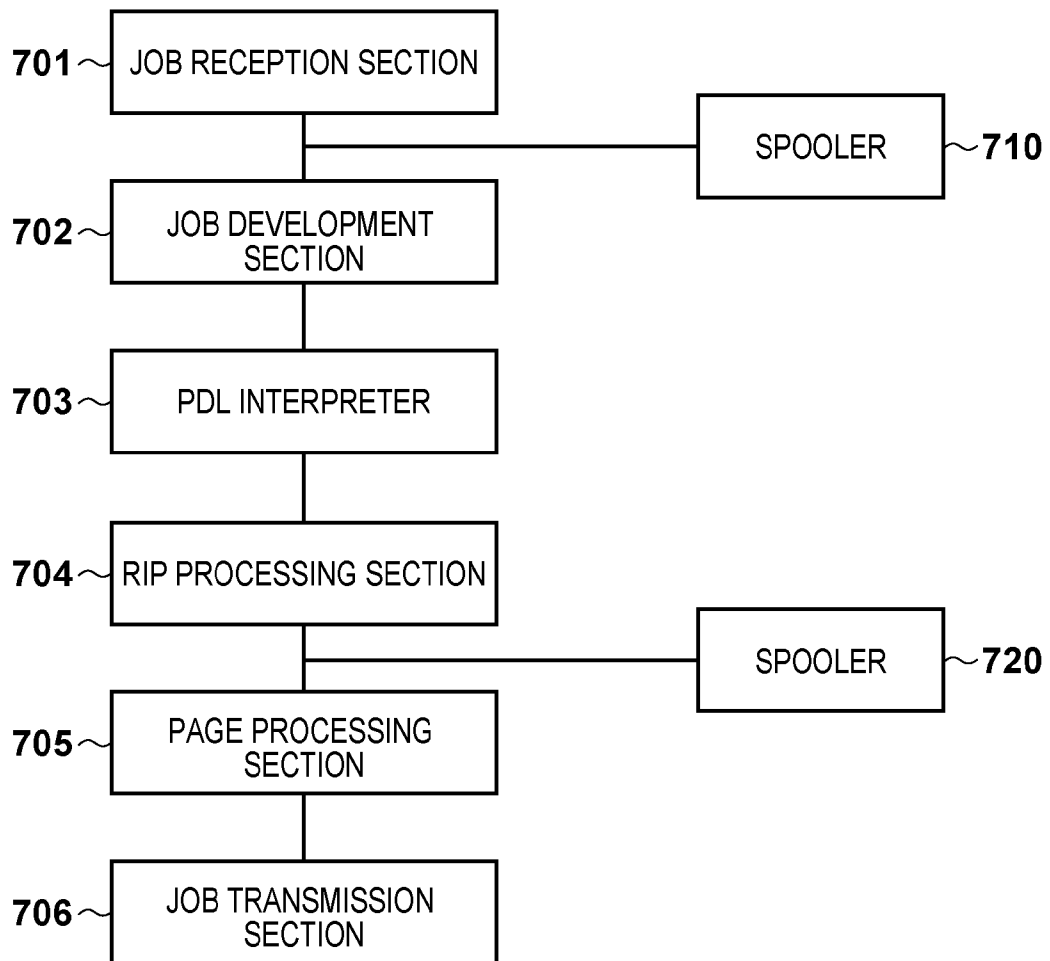 701
JOB RECEPTION SECTION
SPOOLER
710
702
JOB DEVELOPMENT
SECTION
703
PDL INTERPRETER
704
RIP PROCESSING SECTION
SPOOLER
720
705
PAGE PROCESSING
SECTION
706
JOB TRANSMISSION
SECTION